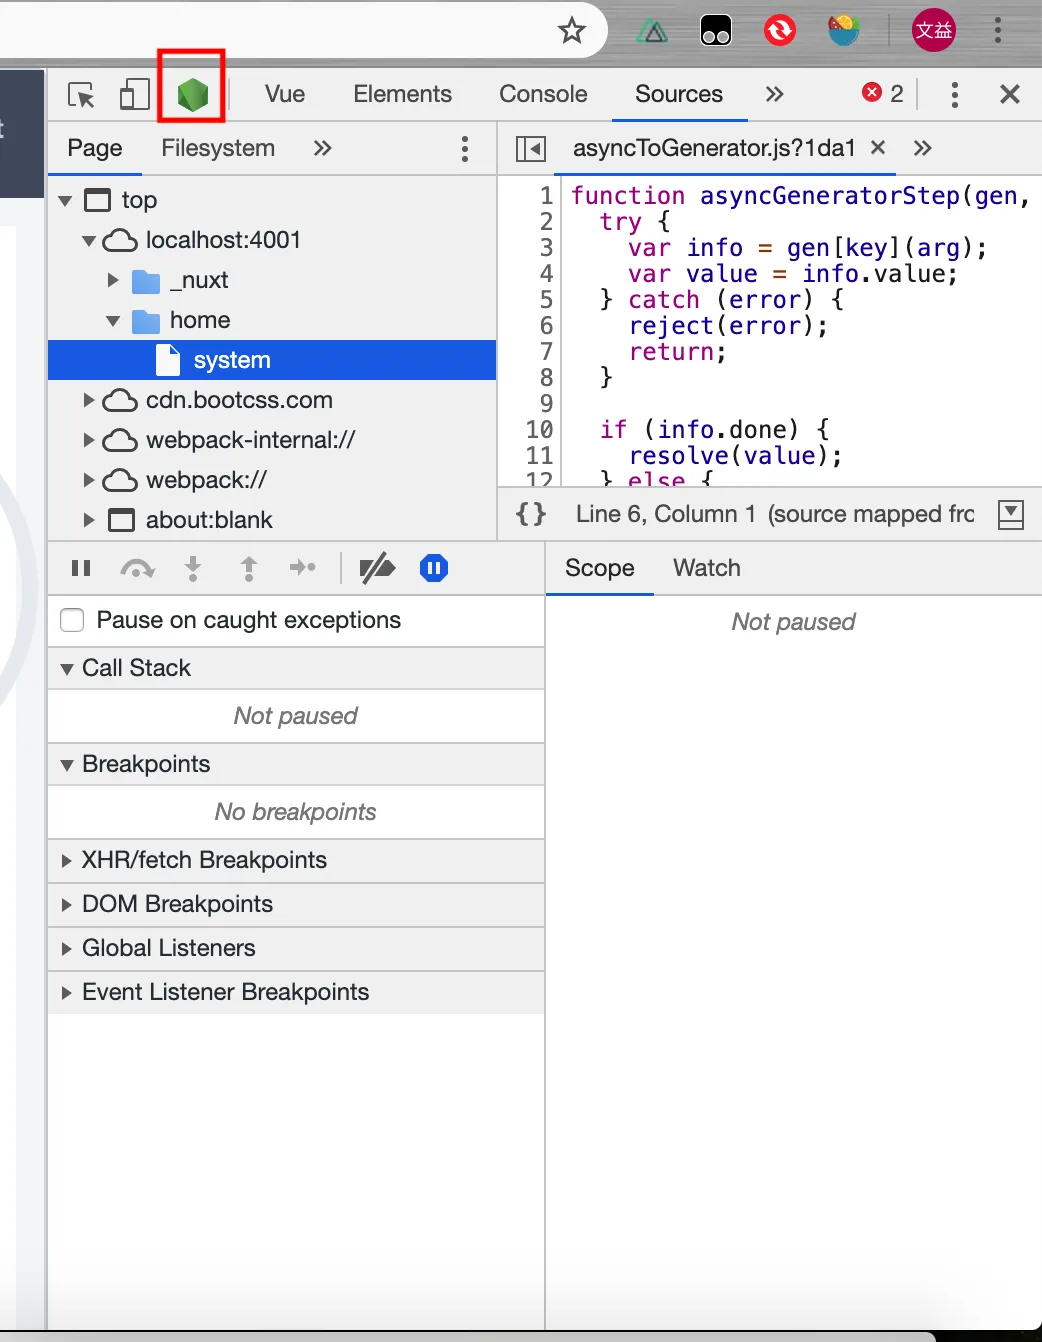 文益
t
Vue Elements Console Sources 2
Page Filesystem
asyncToGenerator.js?1da1
top
localhost:4001
_nuxt
home
system
cdn.bootcss.com
webpack-internal://
webpack://
about:blank
1 function asyncGeneratorStep(gen,
2 try {
3 var info = gen[key](arg);
4 var value = info.value;
5 } catch (error) {
6 reject(error);
7 return;
8 }
9
10 if (info.done) {
11 resolve(value);
12 } else {
{} Line 6, Column 1 (source mapped frc
Pause on caught exceptions
Call Stack
Not paused
Breakpoints
No breakpoints
XHR/fetch Breakpoints
DOM Breakpoints
Global Listeners
Event Listener Breakpoints
Scope Watch
Not paused